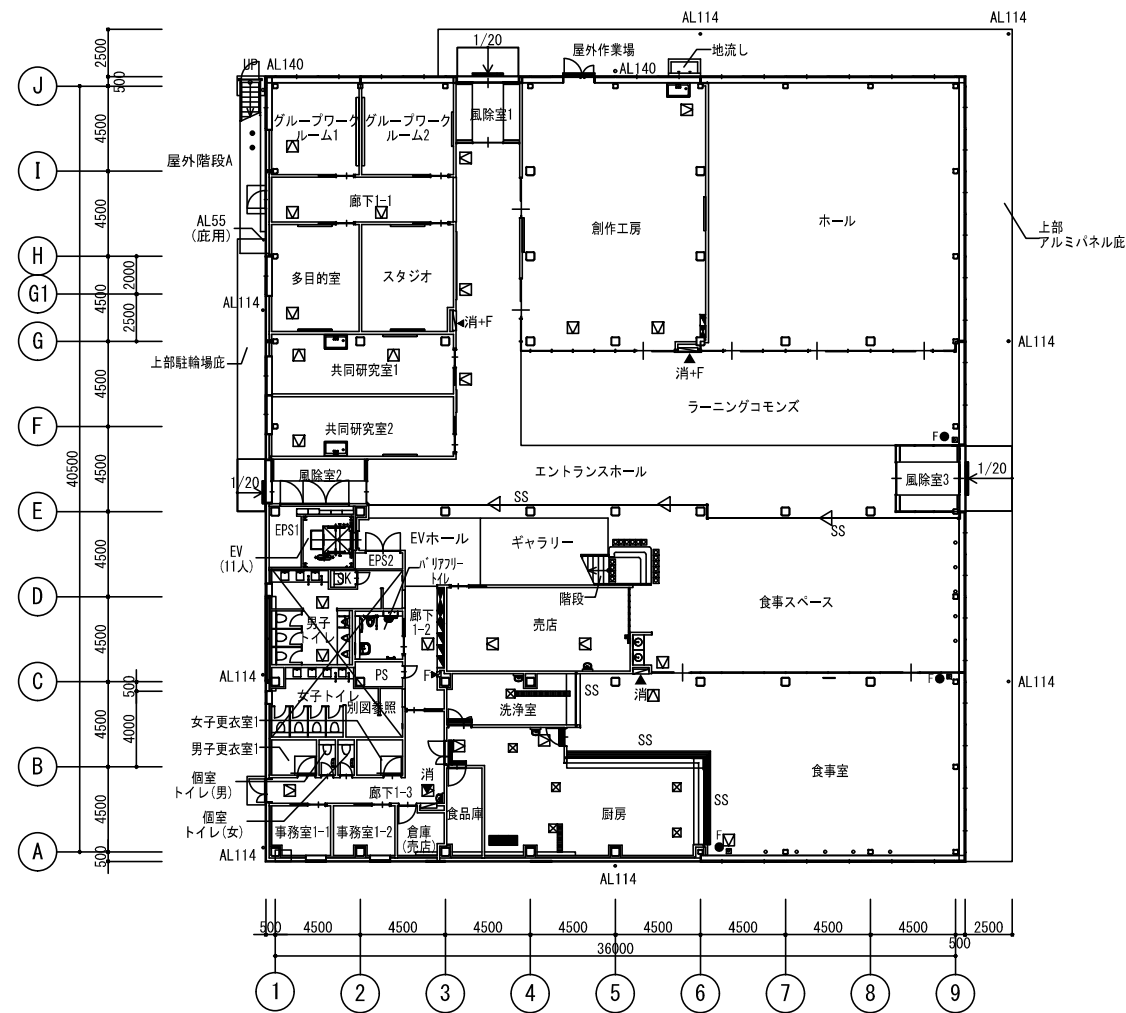 AL114
AL114
2500
500
UP
AL140
1/20
屋外作業場
地流し
AL140
J
4500
グループワーク
ルーム1
グループワーク
ルーム2
風除室1
I
屋外階段A
4500
廊下1-1
AL55
(庇用)
創作工房
ホール
上部
アルミパネル庇
H
2000
4500
G1
多目的室
スタジオ
AL114
2500
消+F
G
AL114
上部駐輪場庇
共同研究室1
消+F
4500
ラーニングコモンズ
F
共同研究室2
F
40500
4500
風除室2
エントランスホール
風除室3
1/20
1/20
E
SS
SS
SS
EPS1
EVホール
ギャラリー
4500
EV
(11人)
EPS2
バリアフリー
トイレ
SK
D
階段
食事スペース
男子
トイレ
廊下
1-2
売店
4500
C
AL114
PS
F
消
F
AL114
500
SS
女子トイレ
別図参照
洗浄室
4000
4500
女子更衣室1
SS
男子更衣室1
B
消
食事室
個室
トイレ(男)
廊下1-3
SS
4500
食品庫
厨房
個室
トイレ(女)
事務室1-1
事務室1-2
倉庫
(売店)
F
A
AL114
500
AL114
500
4500
4500
4500
4500
4500
4500
4500
4500
500
2500
36000
1
2
3
4
5
6
7
8
9